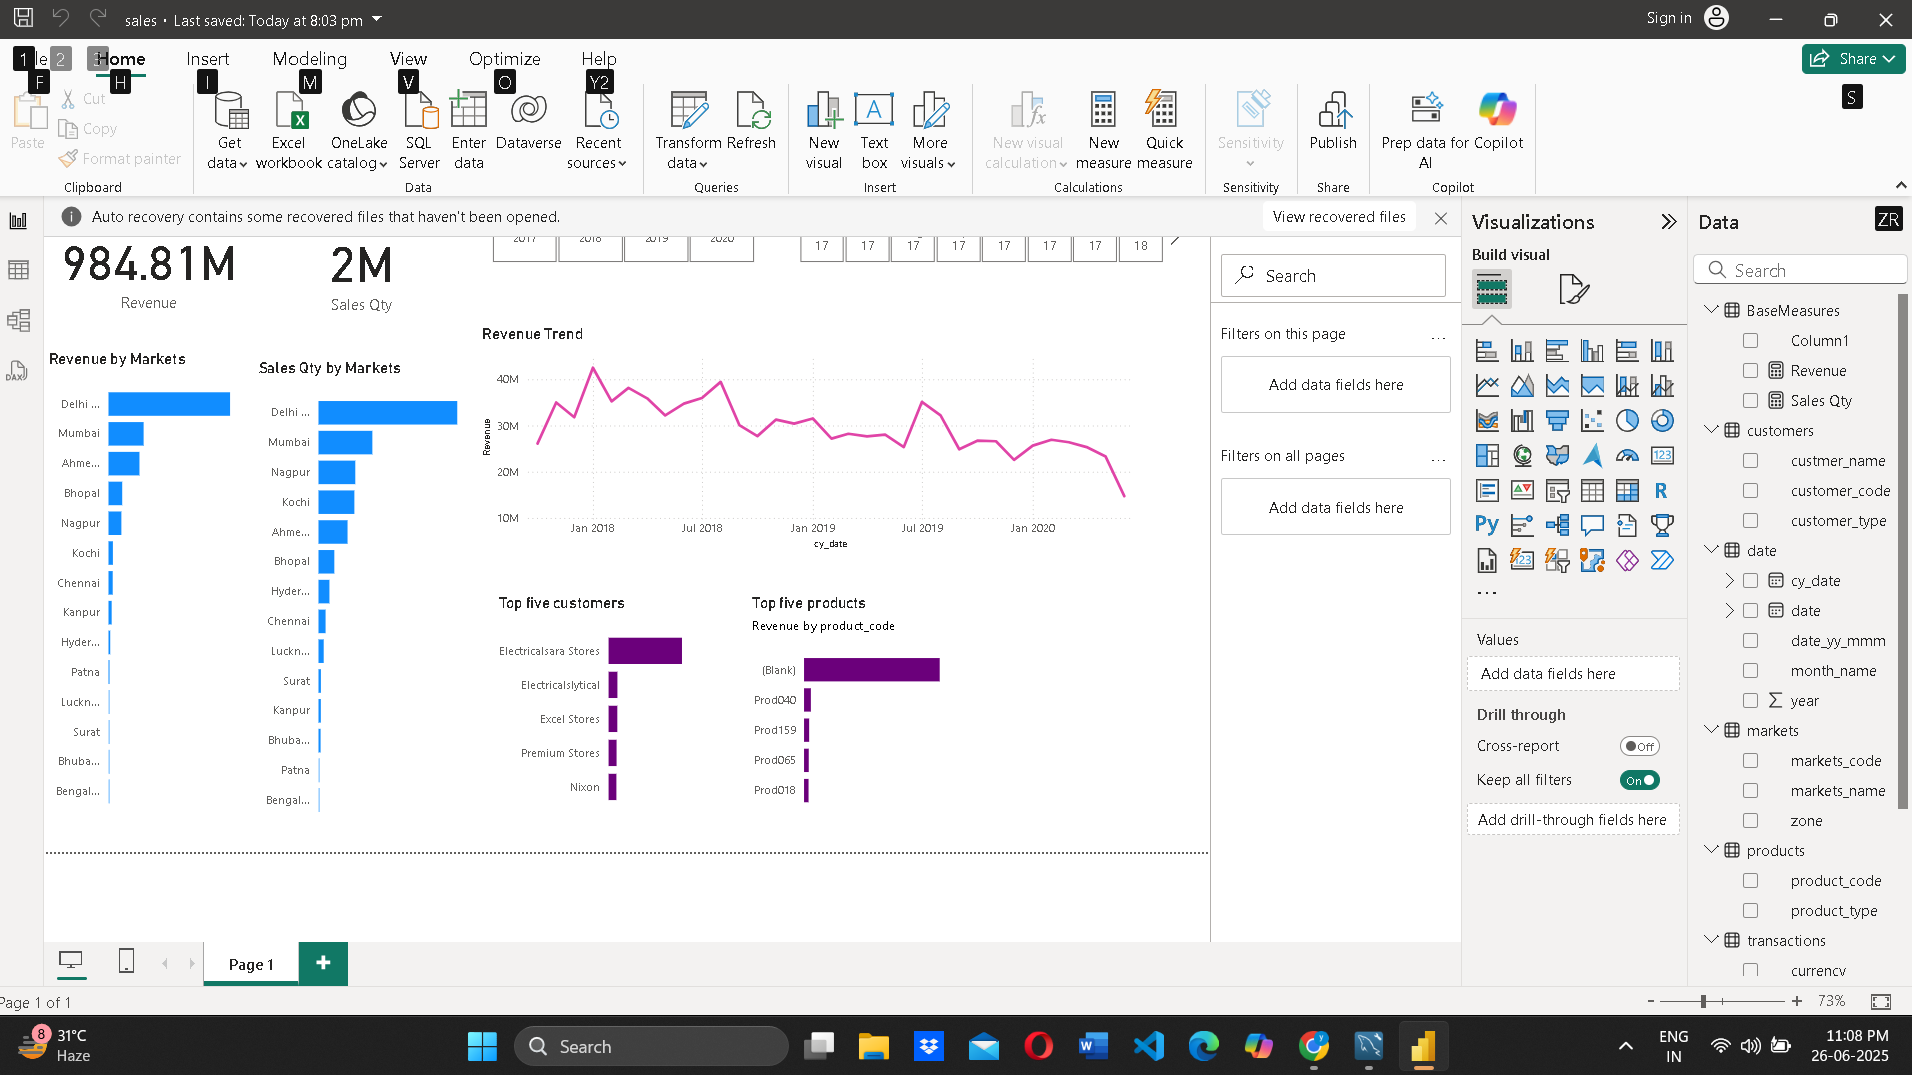 sales • Last saved: Today at 8:03 pm
Sign in
1 le 2 3 Home Insert Modeling View Optimize Help
Share
F H I M V O Y2 S
Paste
Cut
Copy
Format painter
Clipboard
Get data
Excel workbook
OneLake catalog
SQL Server
Enter data
Dataverse
Recent sources
Data
Transform data
Refresh
Queries
New visual
Text box
More visuals
Insert
New visual calculation
New measure
Quick measure
Calculations
Sensitivity
Sensitivity
Publish
Share
Prep data for AI
Copilot
Copilot
Auto recovery contains some recovered files that haven't been opened.
View recovered files
984.81M
Revenue
2M
Sales Qty
2017 2018 2019 2020
17 17 17 17 17 17 17 18
Revenue by Markets
Delhi ...
Mumbai
Ahme...
Bhopal
Nagpur
Kochi
Chennai
Kanpur
Hyder...
Patna
Luckn...
Surat
Bhuba...
Bengal...
Sales Qty by Markets
Delhi ...
Mumbai
Nagpur
Kochi
Ahme...
Bhopal
Hyder...
Chennai
Luckn...
Surat
Kanpur
Bhuba...
Patna
Bengal...
Revenue Trend
Revenue
40M
30M
20M
10M
Jan 2018 Jul 2018 Jan 2019 Jul 2019 Jan 2020
cy_date
Top five customers
Electricalsara Stores
Electricalslytical
Excel Stores
Premium Stores
Nixon
Top five products
Revenue by product_code
(Blank)
Prod040
Prod159
Prod065
Prod018
Search
Filters on this page ...
Add data fields here
Filters on all pages ...
Add data fields here
Visualizations
Build visual
123
R
Py
123
...
Values
Add data fields here
Drill through
Cross-report Off
Keep all filters On
Add drill-through fields here
Data
ZR
Search
BaseMeasures
Column1
Revenue
Sales Qty
customers
custmer_name
customer_code
customer_type
date
cy_date
date
date_yy_mmm
month_name
year
markets
markets_code
markets_name
zone
products
product_code
product_type
transactions
currency
Page 1
Page 1 of 1
73%
8
31°C
Haze
Search
ENG
IN
11:08 PM
26-06-2025